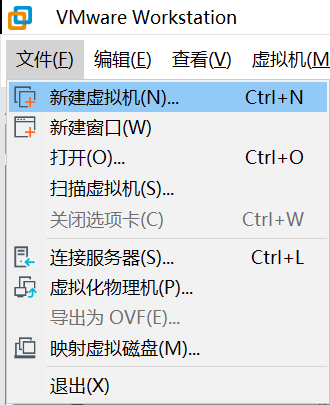 VMware Workstation
文件(F) 编辑(E) 查看(V) 虚拟机(M
新建虚拟机(N)... Ctrl+N
新建窗口(W)
打开(O)... Ctrl+O
扫描虚拟机(S)...
关闭选项卡(C) Ctrl+W
连接服务器(S)... Ctrl+L
虚拟化物理机(P)...
导出为 OVF(E)...
映射虚拟磁盘(M)...
退出(X)